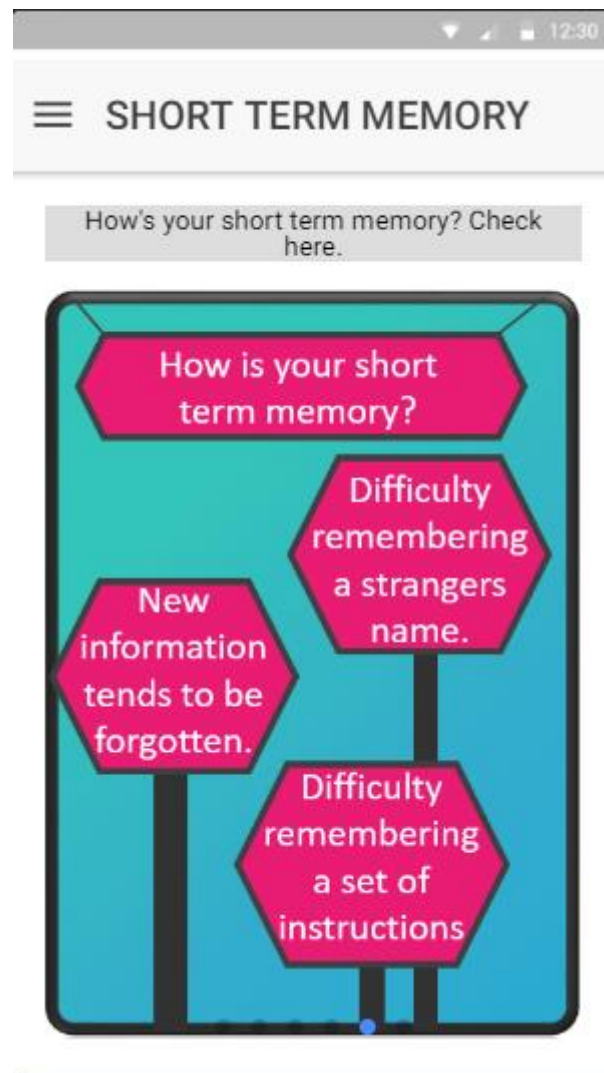 12:30
SHORT TERM MEMORY
How's your short term memory? Check
here.
How is your short
term memory?
Difficulty
remembering
a strangers
name.
New
information
tends to be
forgotten.
Difficulty
remembering
a set of
instructions